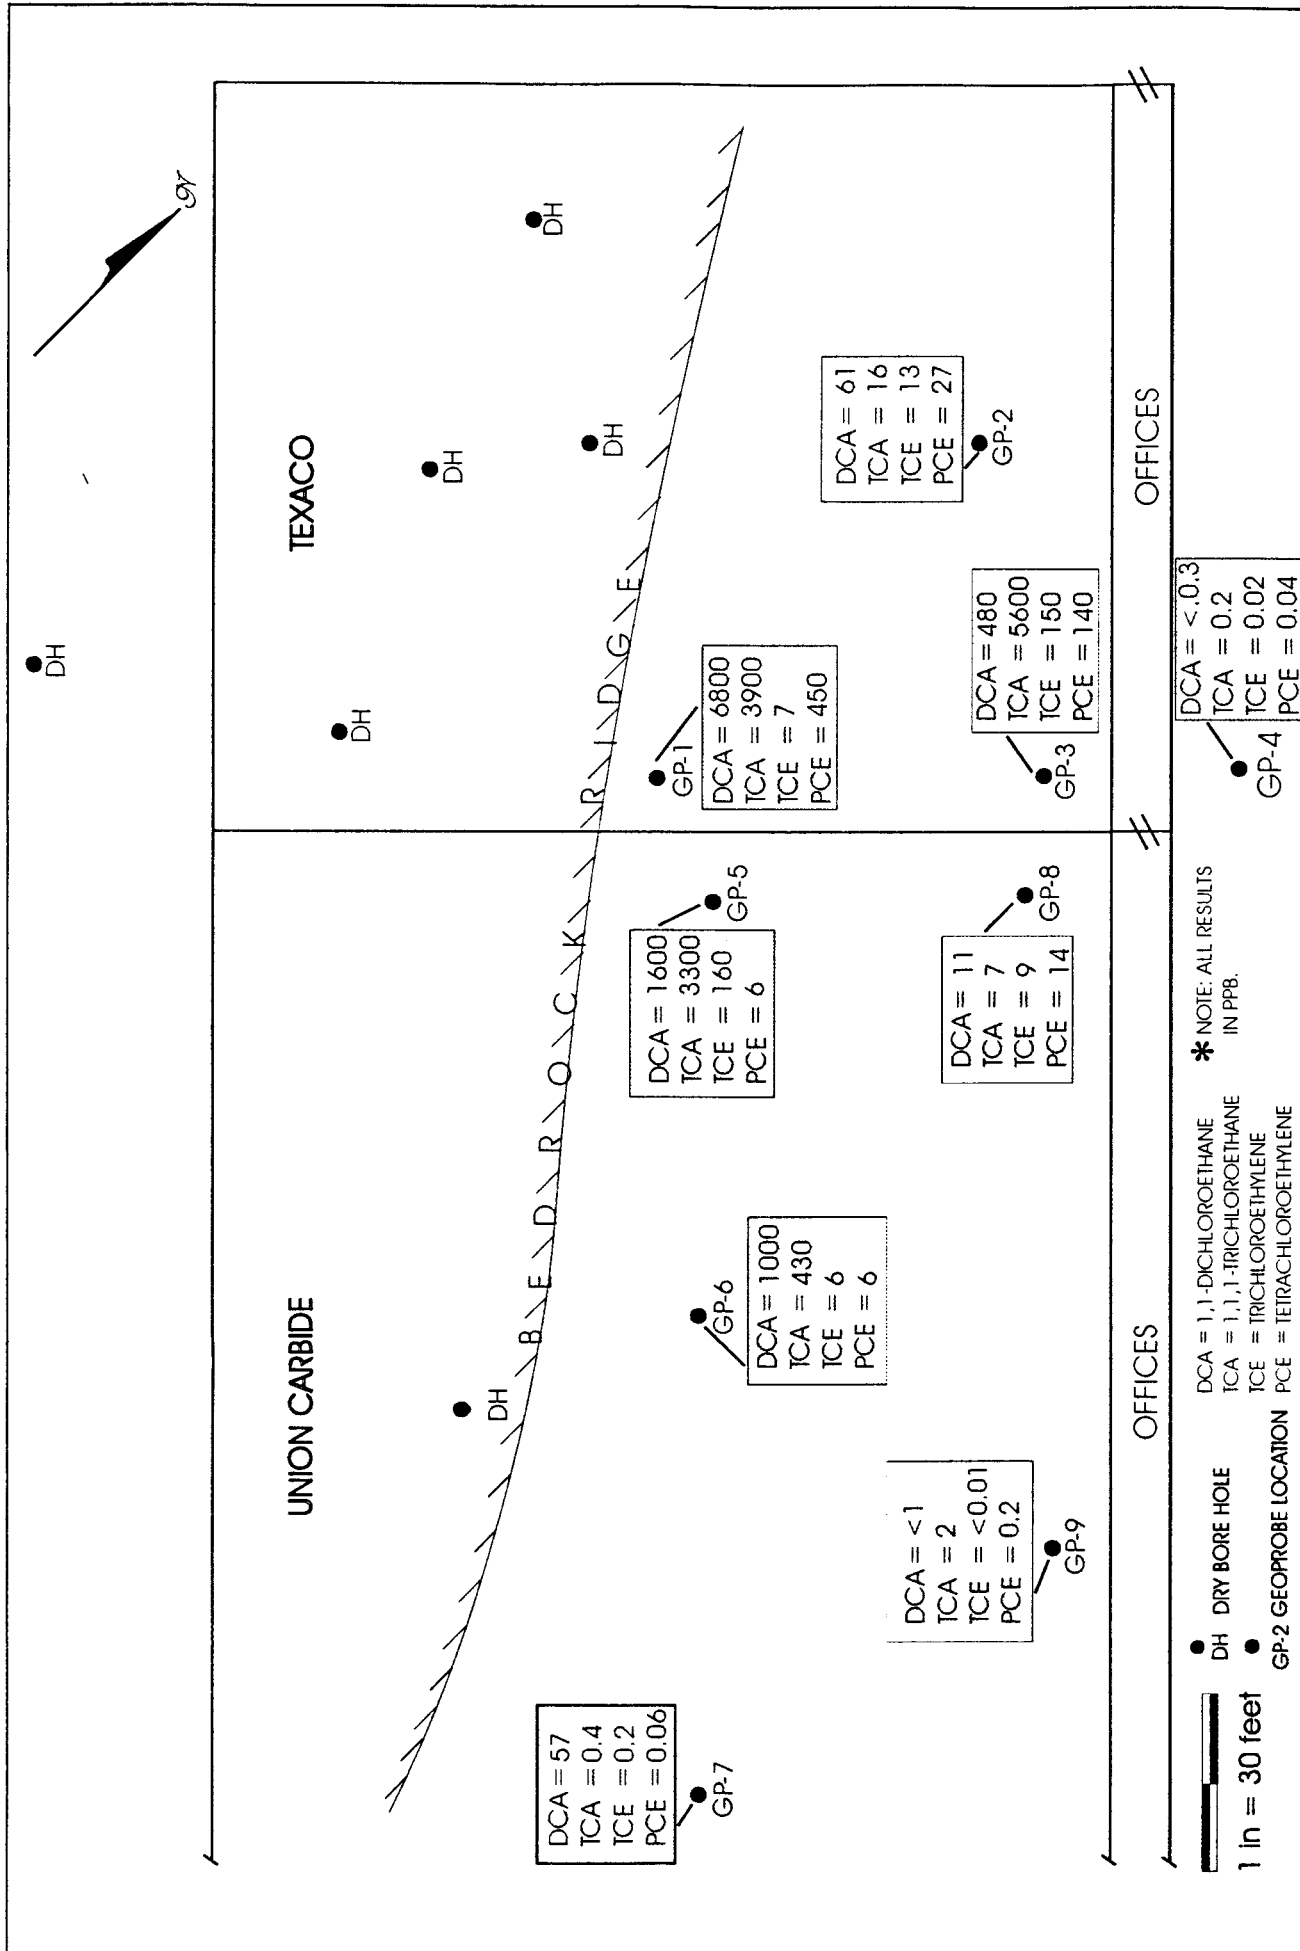 N
DH
DH
DH
DH
DH
DH
UNION CARBIDE
TEXACO
BEDROCK RIDGE
DCA = 57
TCA = 0.4
TCE = 0.2
PCE = 0.06
GP-7
DCA = 1000
TCA = 430
TCE = 6
PCE = 6
GP-6
DCA = 1600
TCA = 3300
TCE = 160
PCE = 6
GP-5
GP-1
DCA = 6800
TCA = 3900
TCE = 7
PCE = 450
DCA = 61
TCA = 16
TCE = 13
PCE = 27
GP-2
DCA = <1
TCA = 2
TCE = <0.01
PCE = 0.2
GP-9
DCA = 11
TCA = 7
TCE = 9
PCE = 14
GP-8
DCA = 480
TCA = 5600
TCE = 150
PCE = 140
GP-3
OFFICES
OFFICES
DCA = <.0.3
TCA = 0.2
TCE = 0.02
PCE = 0.04
GP-4
1 in = 30 feet
DH DRY BORE HOLE
GP-2 GEOPROBE LOCATION
DCA = 1,1-DICHLOROETHANE
TCA = 1,1,1-TRICHLOROETHANE
TCE = TRICHLOROETHYLENE
PCE = TETRACHLOROETHYLENE
* NOTE: ALL RESULTS
IN PPB.